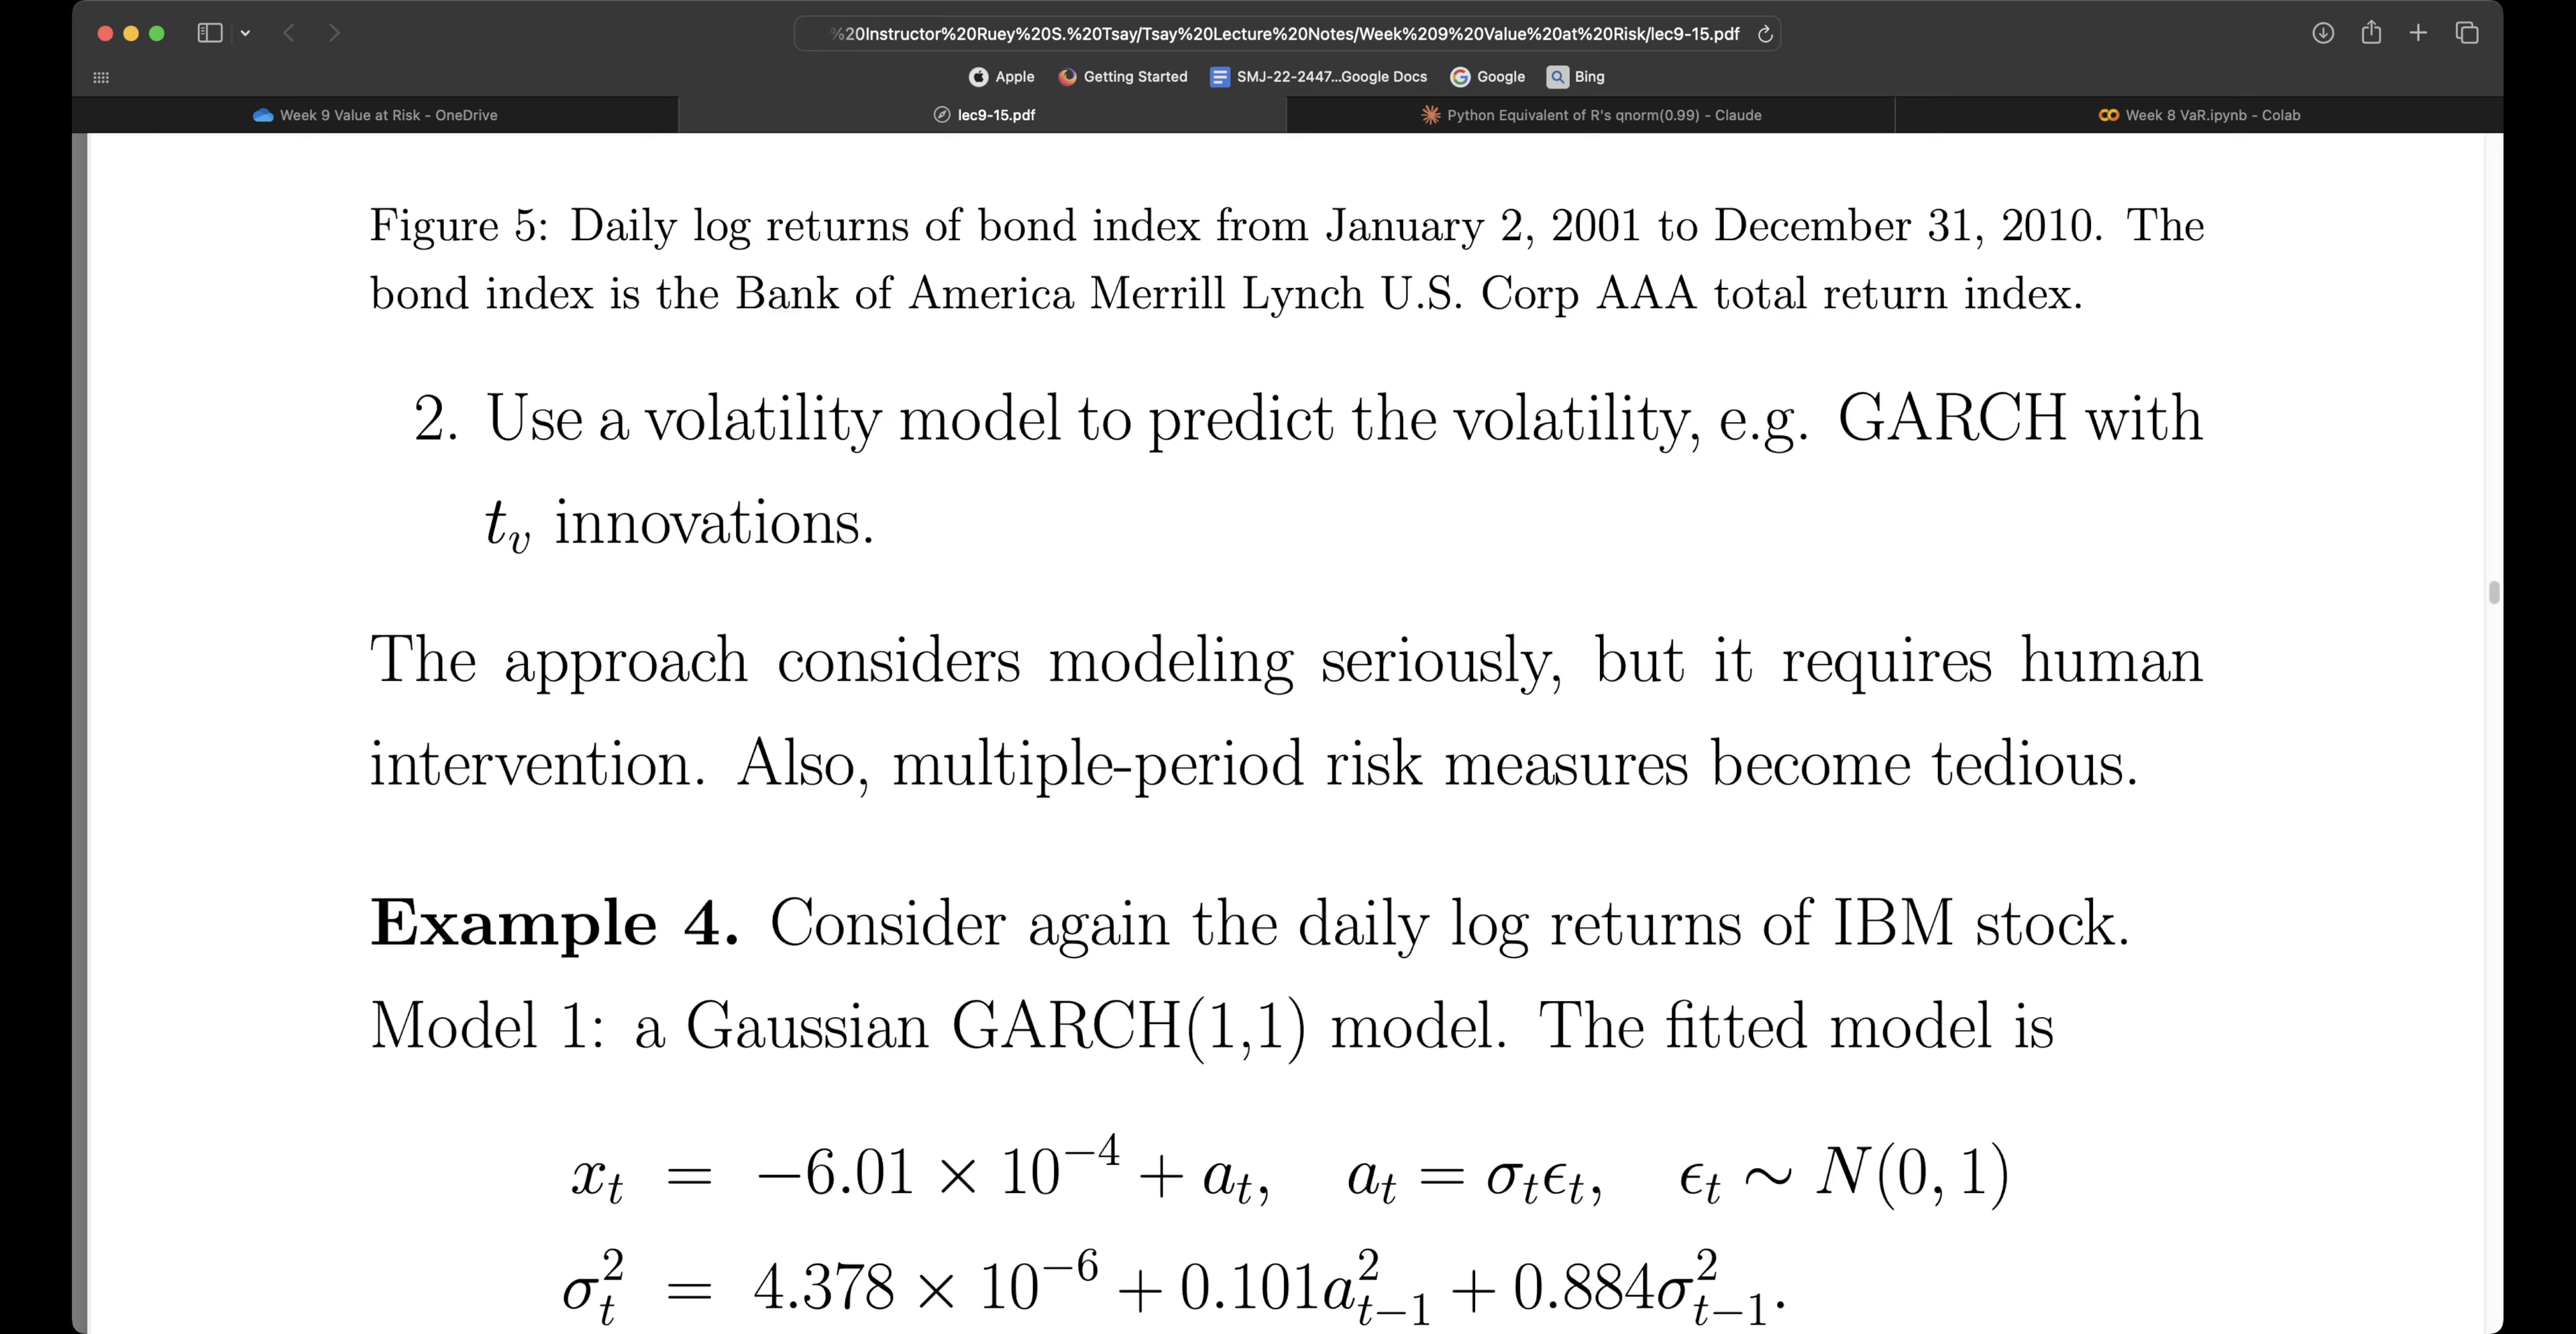 %20Instructor%20Ruey%20S.%20Tsay/Tsay%20Lecture%20Notes/Week%209%20Value%20at%20Risk/lec9-15.pdf
Apple Getting Started SMJ-22-2447...Google Docs Google Bing
Week 9 Value at Risk - OneDrive lec9-15.pdf Python Equivalent of R's qnorm(0.99) - Claude Week 8 VaR.ipynb - Colab
Figure 5: Daily log returns of bond index from January 2, 2001 to December 31, 2010. The
bond index is the Bank of America Merrill Lynch U.S. Corp AAA total return index.
2. Use a volatility model to predict the volatility, e.g. GARCH with
t_v innovations.
The approach considers modeling seriously, but it requires human
intervention. Also, multiple-period risk measures become tedious.
Example 4. Consider again the daily log returns of IBM stock.
Model 1: a Gaussian GARCH(1,1) model. The fitted model is
x_t = −6.01 × 10^{−4} + a_t, a_t = σ_t ϵ_t, ϵ_t ∼ N(0, 1)
σ_t^2 = 4.378 × 10^{−6} + 0.101a_{t−1}^2 + 0.884σ_{t−1}^2.